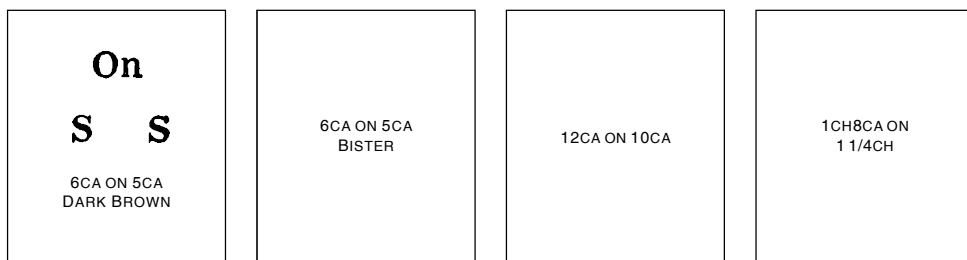 On
S S
6CA ON 5CA
DARK BROWN
6CA ON 5CA
BISTER
12CA ON 10CA
1CH8CA ON
1 1/4CH